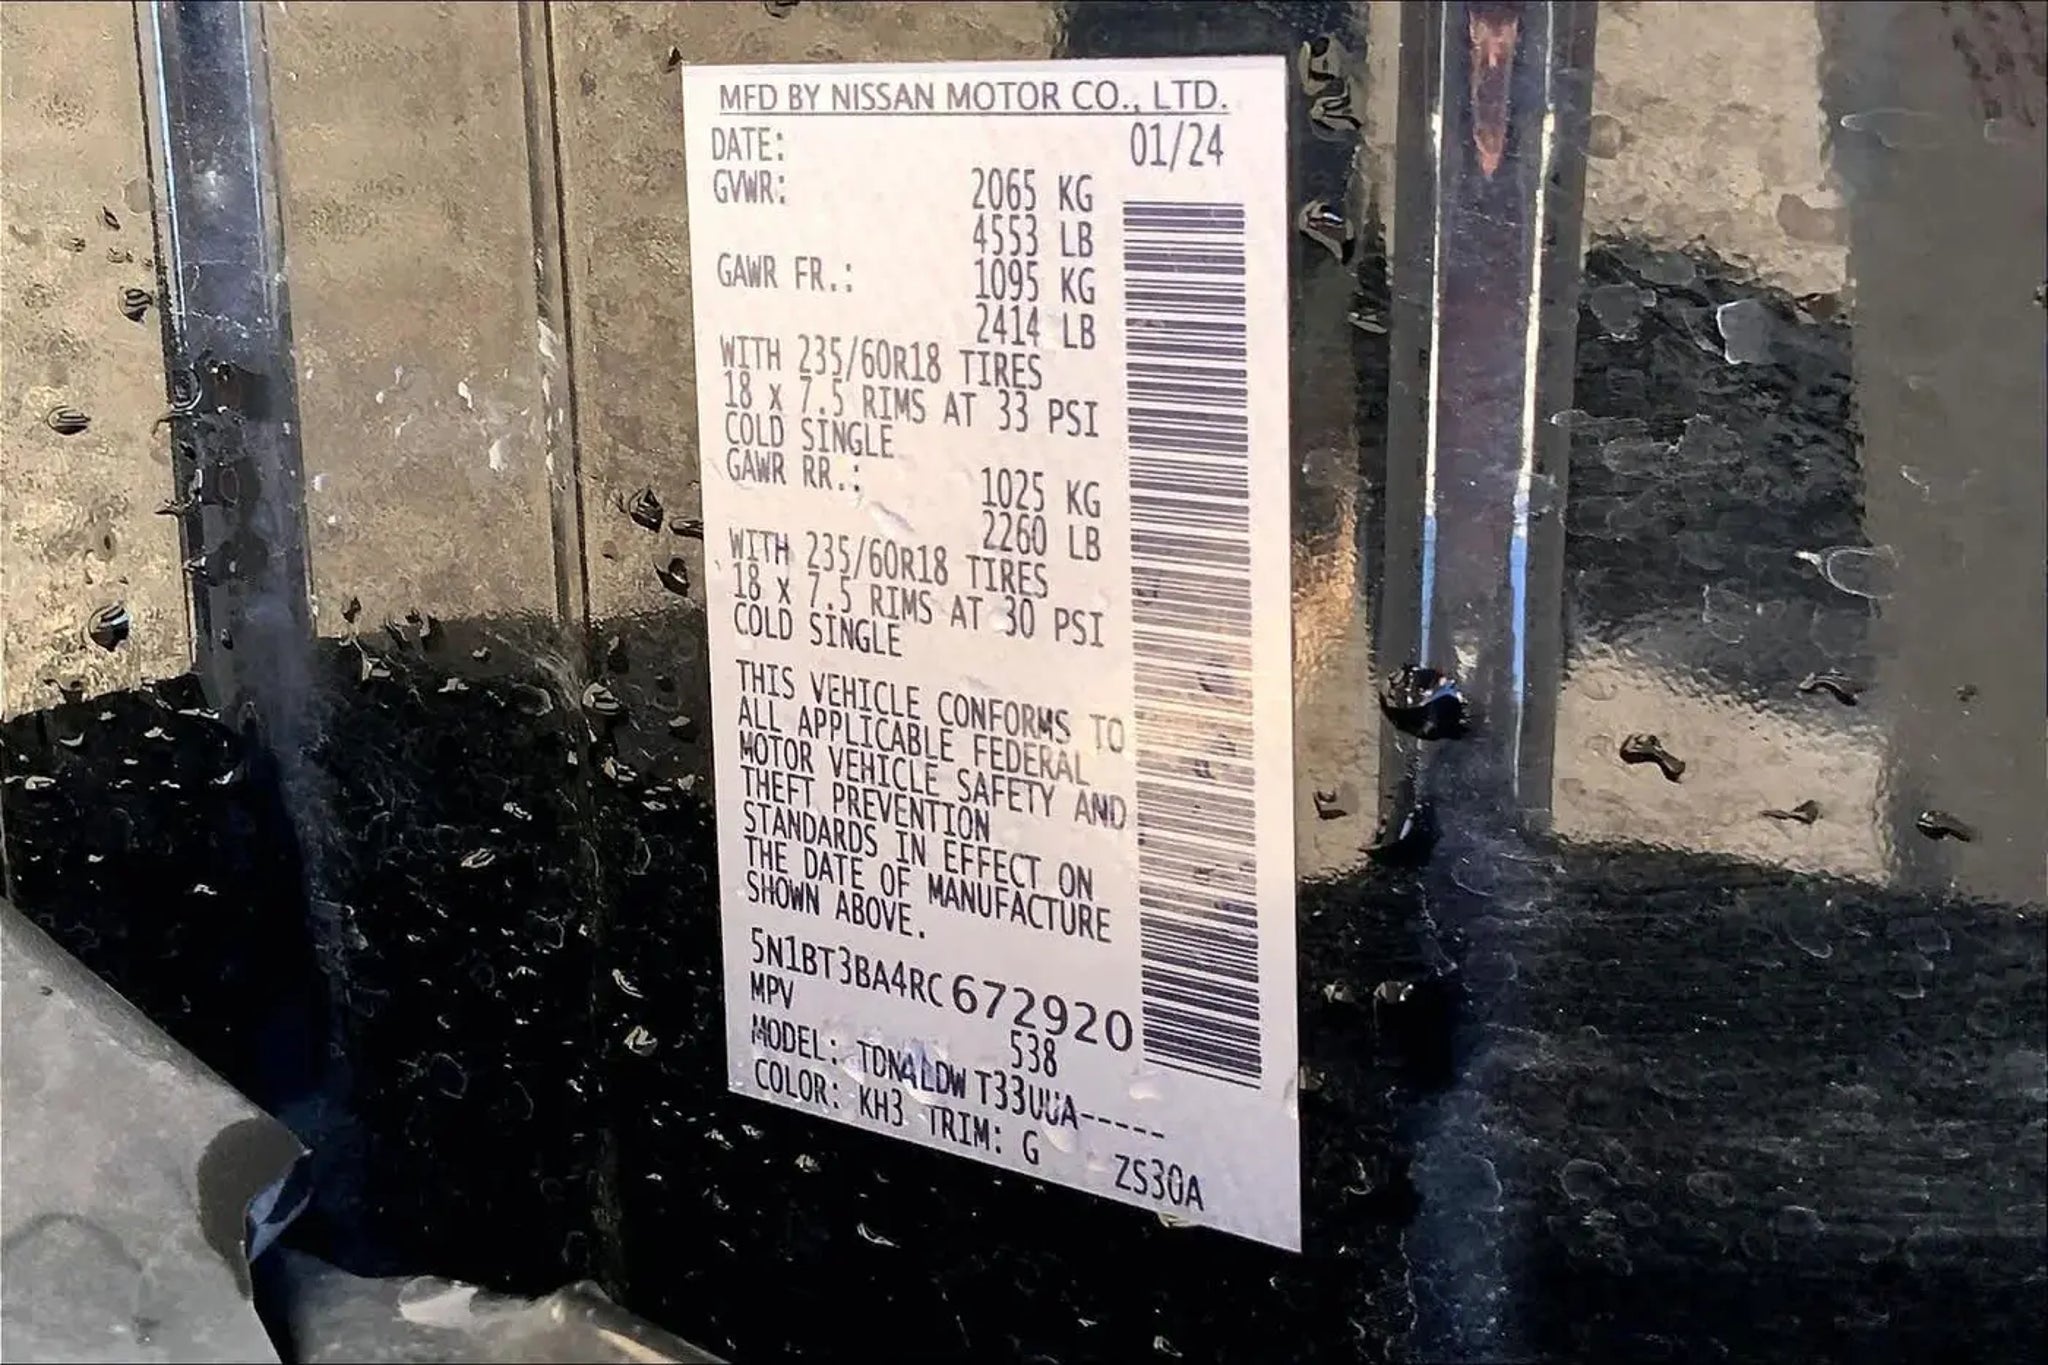 MFD BY NISSAN MOTOR CO., LTD.
DATE: 01/24
GVWR: 2065 KG
4553 LB
GAWR FR.: 1095 KG
2414 LB
WITH 235/60R18 TIRES
18 x 7.5 RIMS AT 33 PSI
COLD SINGLE
GAWR RR.: 1025 KG
2260 LB
WITH 235/60R18 TIRES
18 x 7.5 RIMS AT 30 PSI
COLD SINGLE
THIS VEHICLE CONFORMS TO
ALL APPLICABLE FEDERAL
MOTOR VEHICLE SAFETY AND
THEFT PREVENTION
STANDARDS IN EFFECT ON
THE DATE OF MANUFACTURE
SHOWN ABOVE.
5N1BT3BA4RC672920
MPV 538
MODEL: TDNALDW T33UUA-----
COLOR: KH3 TRIM: G ZS30A